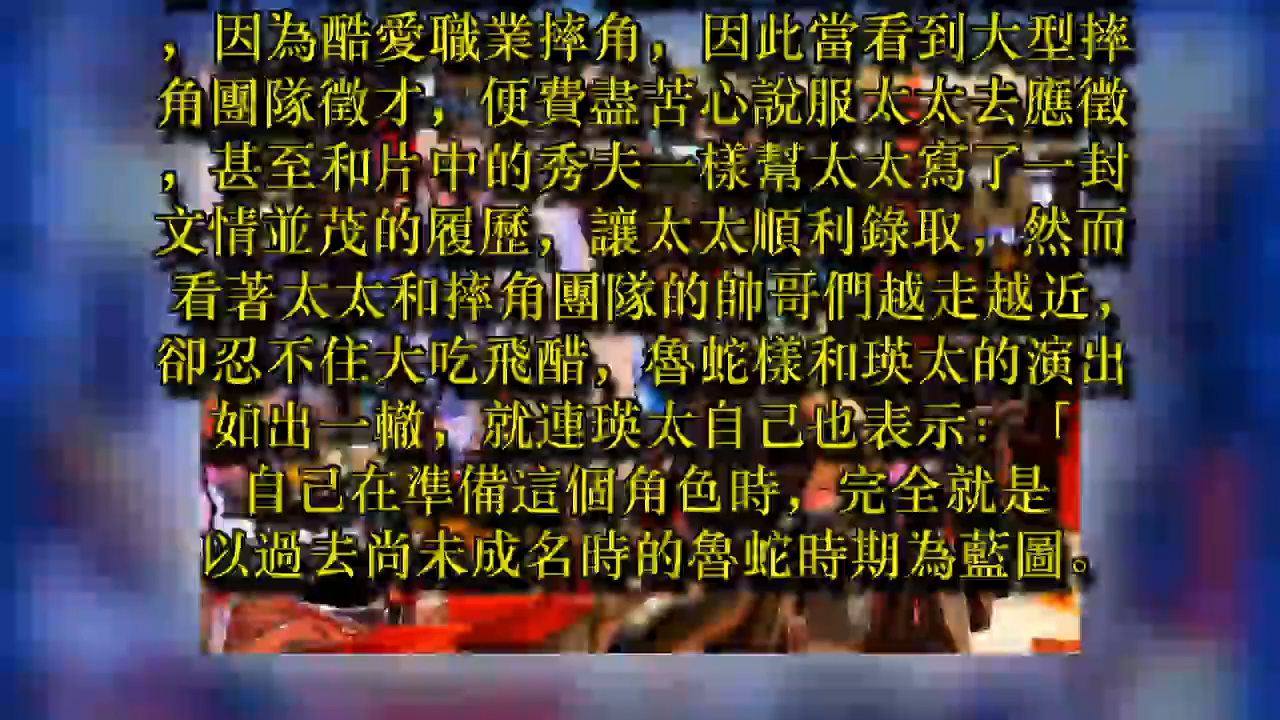 ，因為酷愛職業摔角，因此當看到大型摔
角團隊徵才，便費盡苦心說服太太去應徵
，甚至和片中的秀夫一樣幫太太寫了一封
文情並茂的履歷，讓太太順利錄取，然而
看著太太和摔角團隊的帥哥們越走越近，
卻忍不住大吃飛醋，魯蛇樣和瑛太的演出
如出一轍，就連瑛太自己也表示：「
自己在準備這個角色時，完全就是
以過去尚未成名時的魯蛇時期為藍圖。